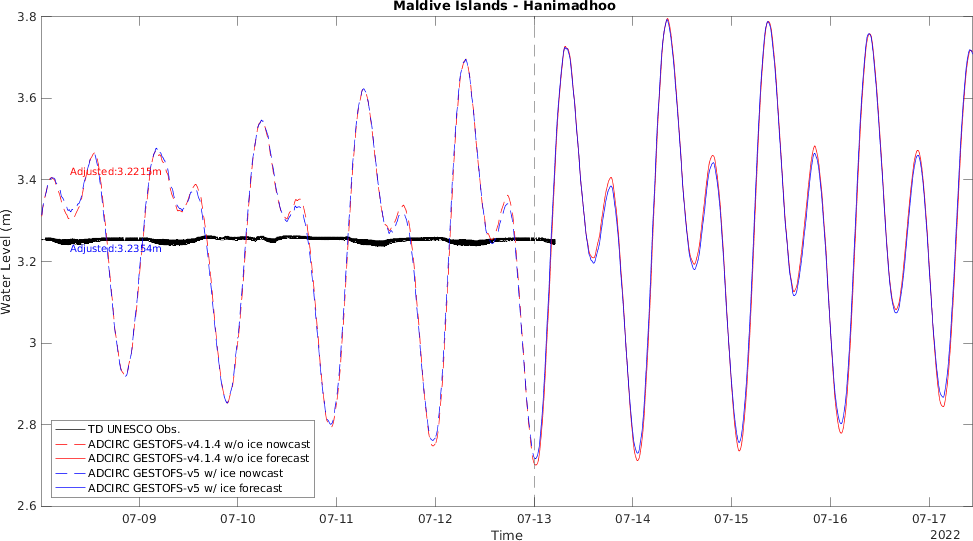 Maldive Islands - Hanimadhoo
3.8
3.6
3.4
3.2
3
2.8
2.6
Water Level (m)
Adjusted:3.2215m
Adjusted:3.2354m
TD UNESCO Obs.
ADCIRC GESTOFS-v4.1.4 w/o ice nowcast
ADCIRC GESTOFS-v4.1.4 w/o ice forecast
ADCIRC GESTOFS-v5 w/ ice nowcast
ADCIRC GESTOFS-v5 w/ ice forecast
07-09 07-10 07-11 07-12 07-13 07-14 07-15 07-16 07-17
Time
2022